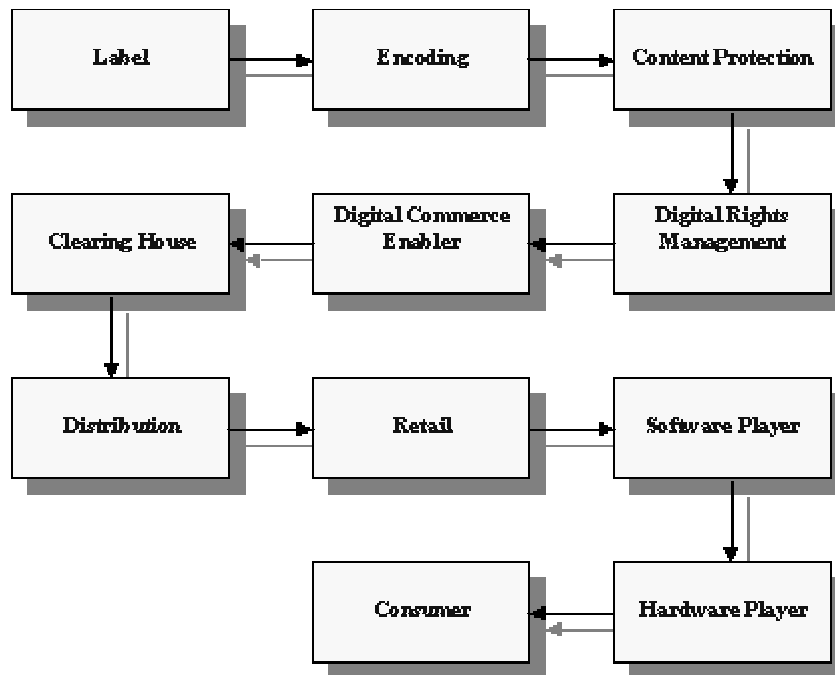 Label
Encoding
Content Protection
Digital Rights
Management
Digital Commerce
Enabler
Clearing House
Distribution
Retail
Software Player
Hardware Player
Consumer